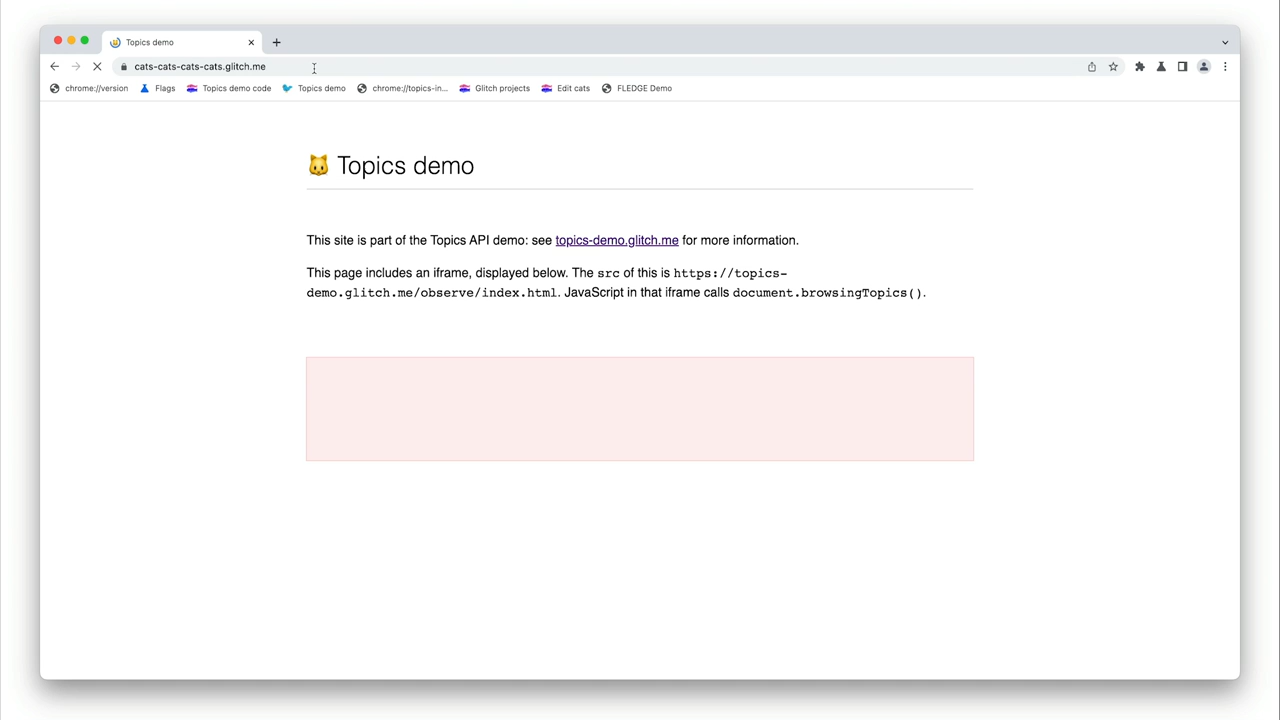 Topics demo
cats-cats-cats-cats.glitch.me
chrome://version Flags Topics demo code Topics demo chrome://topics-in... Glitch projects Edit cats FLEDGE Demo
Topics demo
This site is part of the Topics API demo: see topics-demo.glitch.me for more information.
This page includes an iframe, displayed below. The src of this is https://topics-
demo.glitch.me/observe/index.html. JavaScript in that iframe calls document.browsingTopics().